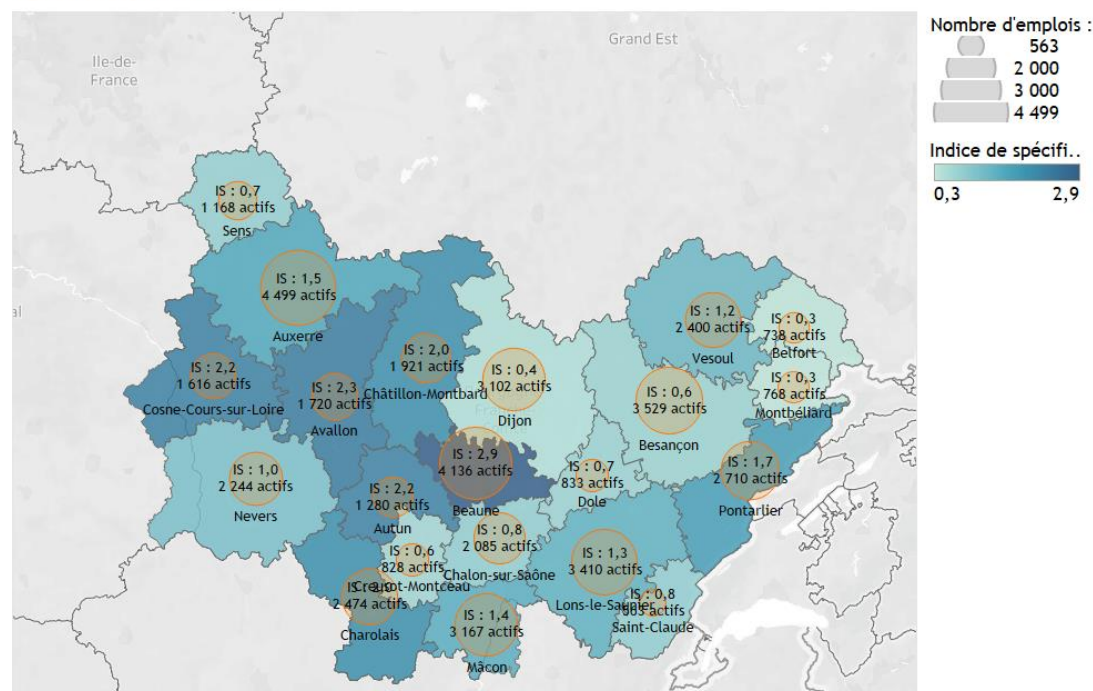 Ile-de-
France
Grand Est
al
Nombre d'emplois :
563
2 000
3 000
4 499
Indice de spécifi..
0,3
2,9
IS : 0,7
1 168 actifs
Sens
IS : 1,5
4 499 actifs
Auxerre
IS : 1,2
2 400 actifs
Vesoul
IS : 0,3
738 actifs
Belfort
IS : 2,2
1 616 actifs
Cosne-Cours-sur-Loire
IS : 2,3
1 720 actifs
Avallon
IS : 2,0
1 921 actifs
Châtillon-Montbard
IS : 0,4
3 102 actifs
Dijon
IS : 0,6
3 529 actifs
Besançon
IS : 0,3
768 actifs
Montbéliard
IS : 1,0
2 244 actifs
Nevers
IS : 2,2
1 280 actifs
Autun
IS : 2,9
4 136 actifs
Beaune
IS : 0,7
833 actifs
Dole
IS : 1,7
2 710 actifs
Pontarlier
IS : 0,6
828 actifs
Creusot-Montceau
IS : 0,8
2 085 actifs
Chalon-sur-Saône
IS : 1,3
3 410 actifs
Lons-le-Saunier
2 474 actifs
Charolais
IS : 1,4
3 167 actifs
Mâcon
IS : 0,8
563 actifs
Saint-Claude